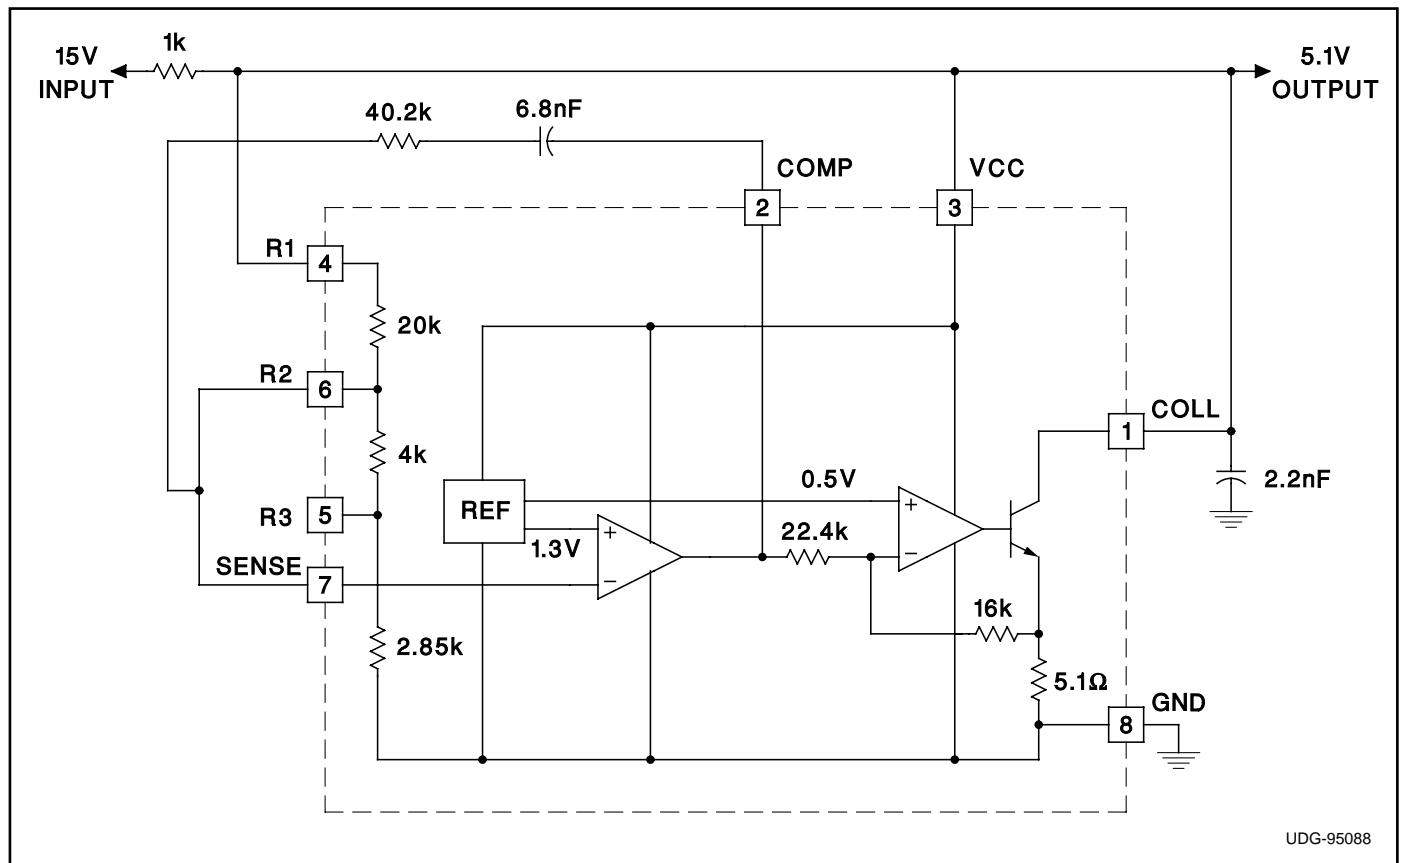 1k
15V
INPUT
5.1V
OUTPUT
40.2k
6.8nF
COMP
VCC
2
3
R1
4
20k
R2
6
COLL
1
4k
0.5V
2.2nF
REF
R3
5
22.4k
1.3V
+
+
−
−
SENSE
7
16k
2.85k
5.1Ω
GND
8
UDG-95088